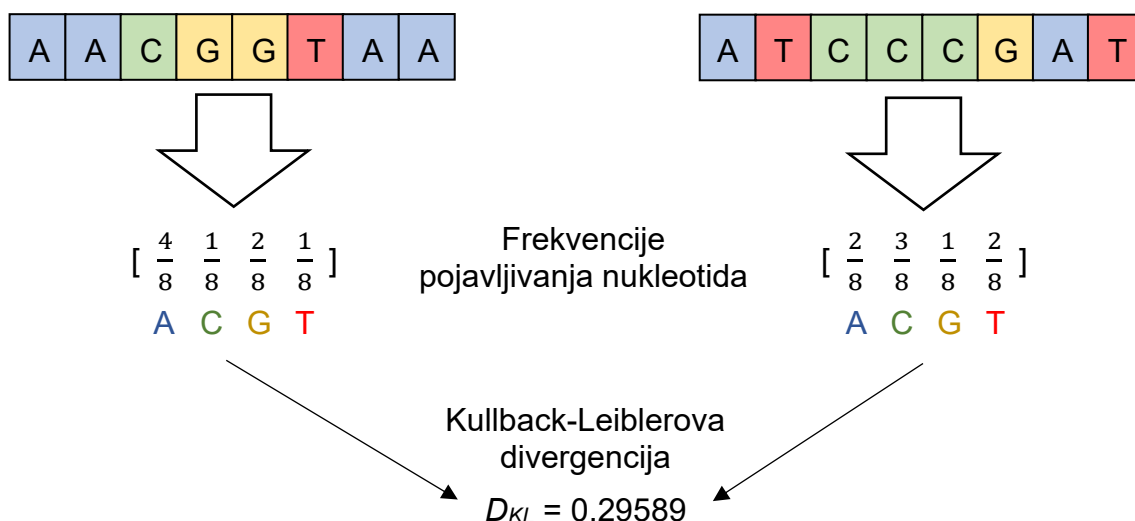 A A C G G T A A
A T C C C G A T
[ 4/8 1/8 2/8 1/8 ]
A C G T
Frekvencije
pojavljivanja nukleotida
[ 2/8 3/8 1/8 2/8 ]
A C G T
Kullback-Leiblerova
divergencija
DKL = 0.29589